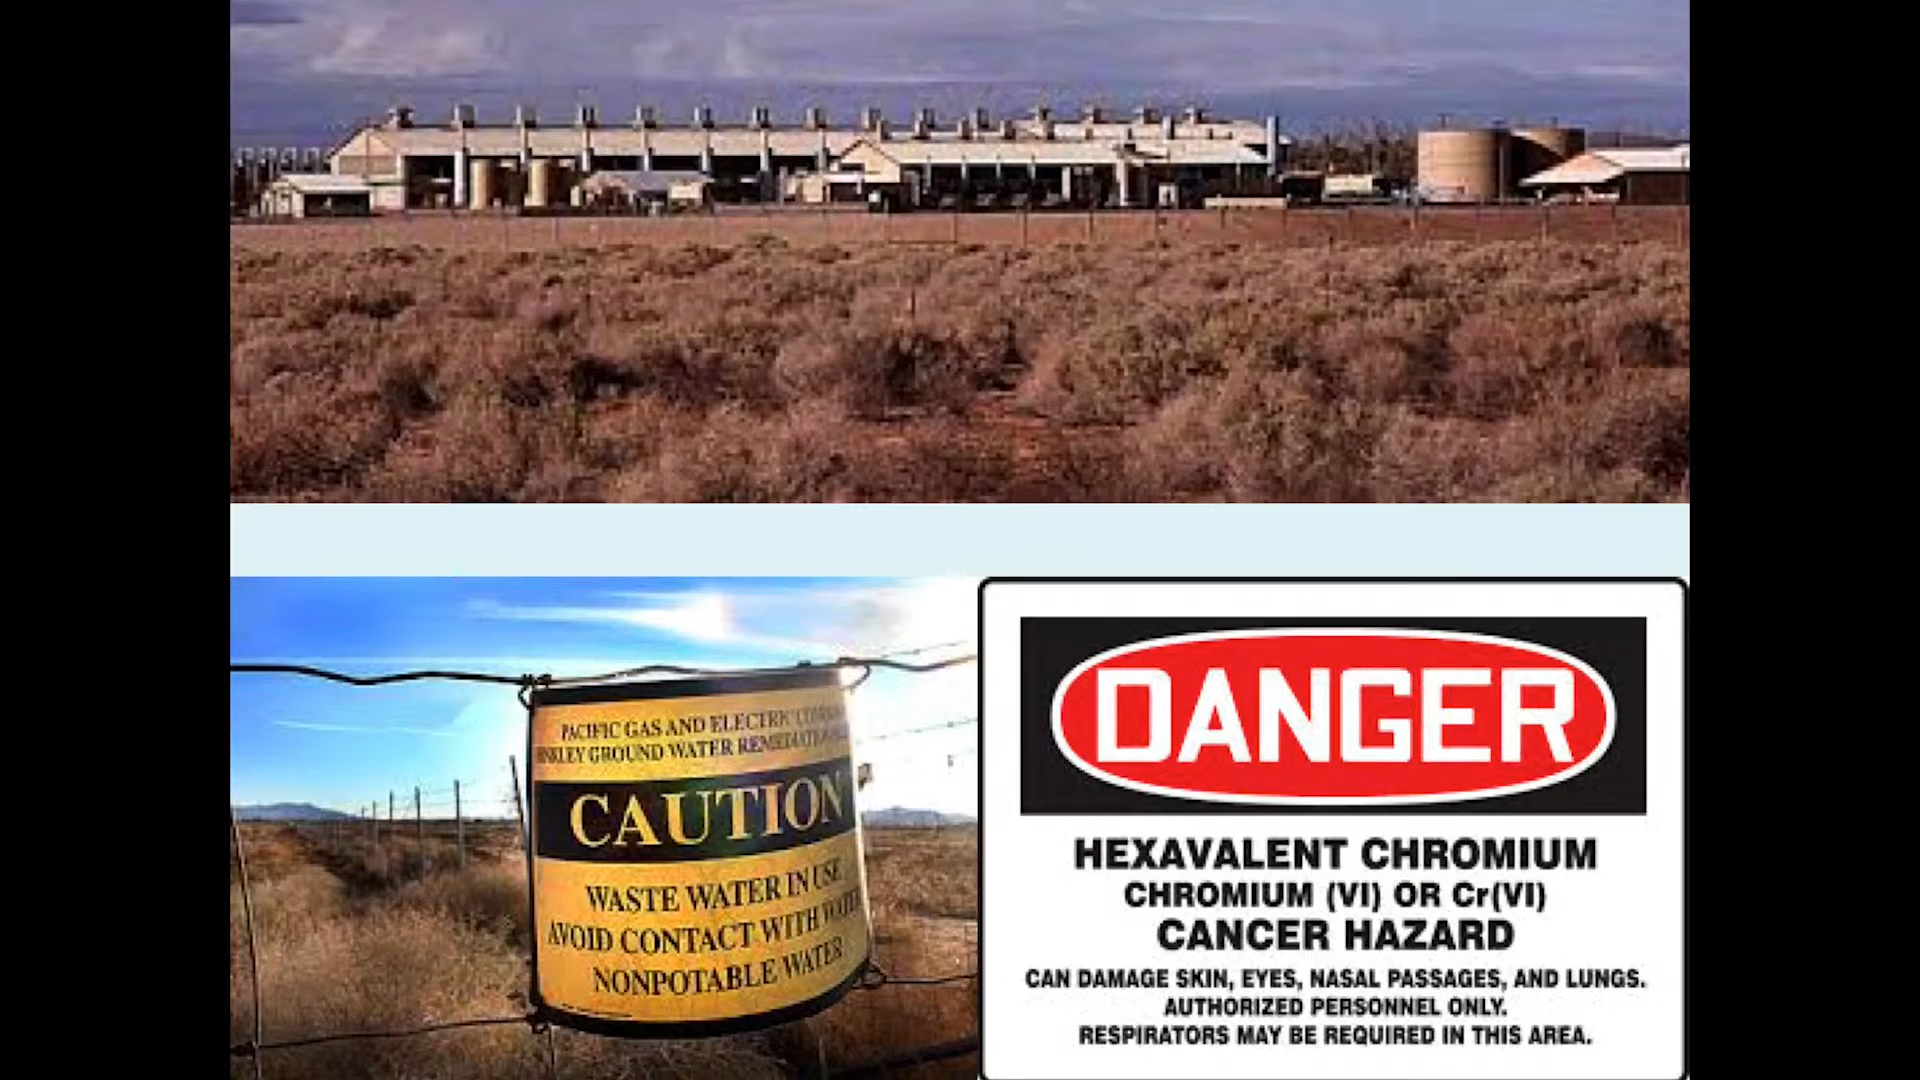 PACIFIC GAS AND ELECTRIC
GROUND WATER
CAUTION
WASTE WATER IN USE
AVOID CONTACT WITH WATER
NONPOTABLE WATER
DANGER
HEXAVALENT CHROMIUM
CHROMIUM (VI) OR Cr(VI)
CANCER HAZARD
CAN DAMAGE SKIN, EYES, NASAL PASSAGES, AND LUNGS.
AUTHORIZED PERSONNEL ONLY.
RESPIRATORS MAY BE REQUIRED IN THIS AREA.